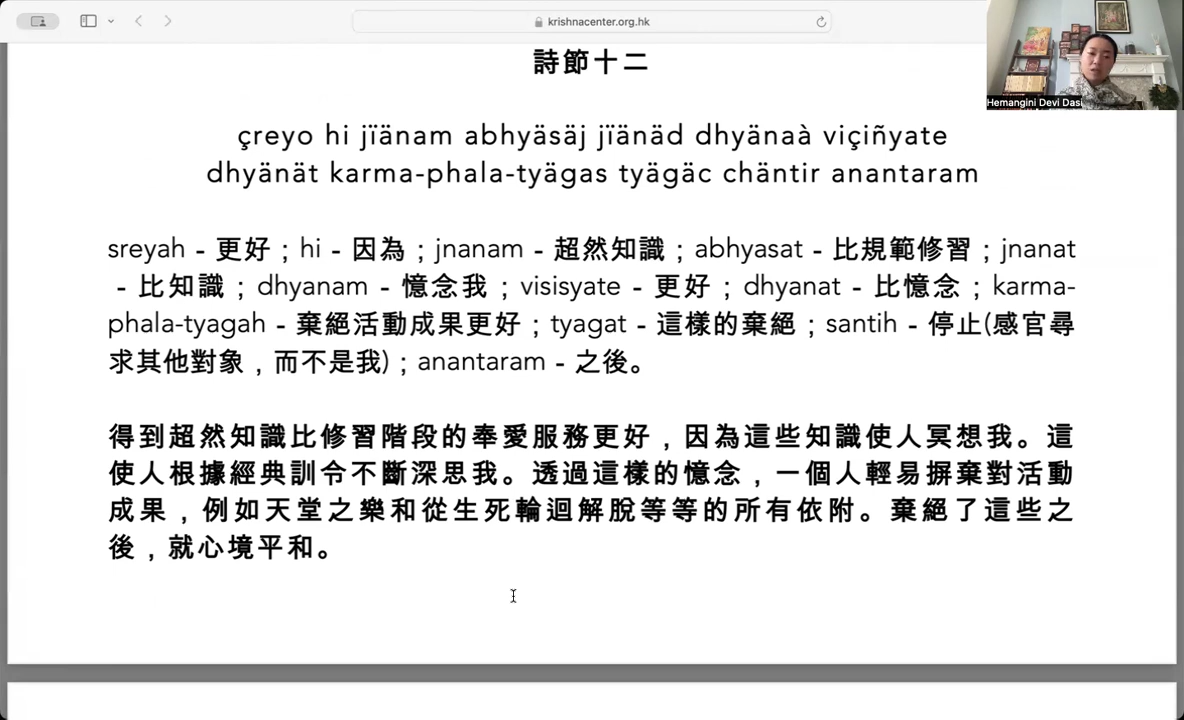 krishnacenter.org.hk
Hemangini Devi Dasi
詩節十二
çreyo hi jïänam abhyäsäj jïänäd dhyänaà viçiñyate
dhyänät karma-phala-tyägas tyägäc chäntir anantaram
sreyah - 更好；hi - 因為；jnanam - 超然知識；abhyasat - 比規範修習；jnanat
- 比知識；dhyanam - 憶念我；visisyate - 更好；dhyanat - 比憶念；karma-
phala-tyagah - 棄絕活動成果更好；tyagat - 這樣的棄絕；santih - 停止(感官尋
求其他對象，而不是我)；anantaram - 之後。
得到超然知識比修習階段的奉愛服務更好，因為這些知識使人冥想我。這
使人根據經典訓令不斷深思我。透過這樣的憶念，一個人輕易摒棄對活動
成果，例如天堂之樂和從生死輪迴解脫等等的所有依附。棄絕了這些之
後，就心境平和。